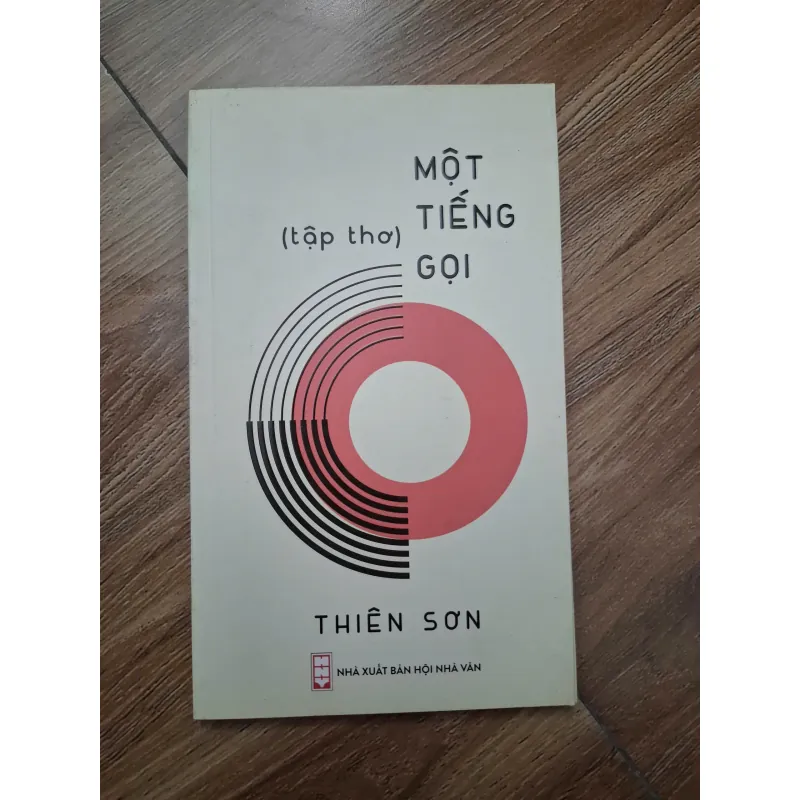 MỘT
TIẾNG
(tập thơ)
GỌI
THIÊN SƠN
NHÀ XUẤT BẢN HỘI NHÀ VĂN